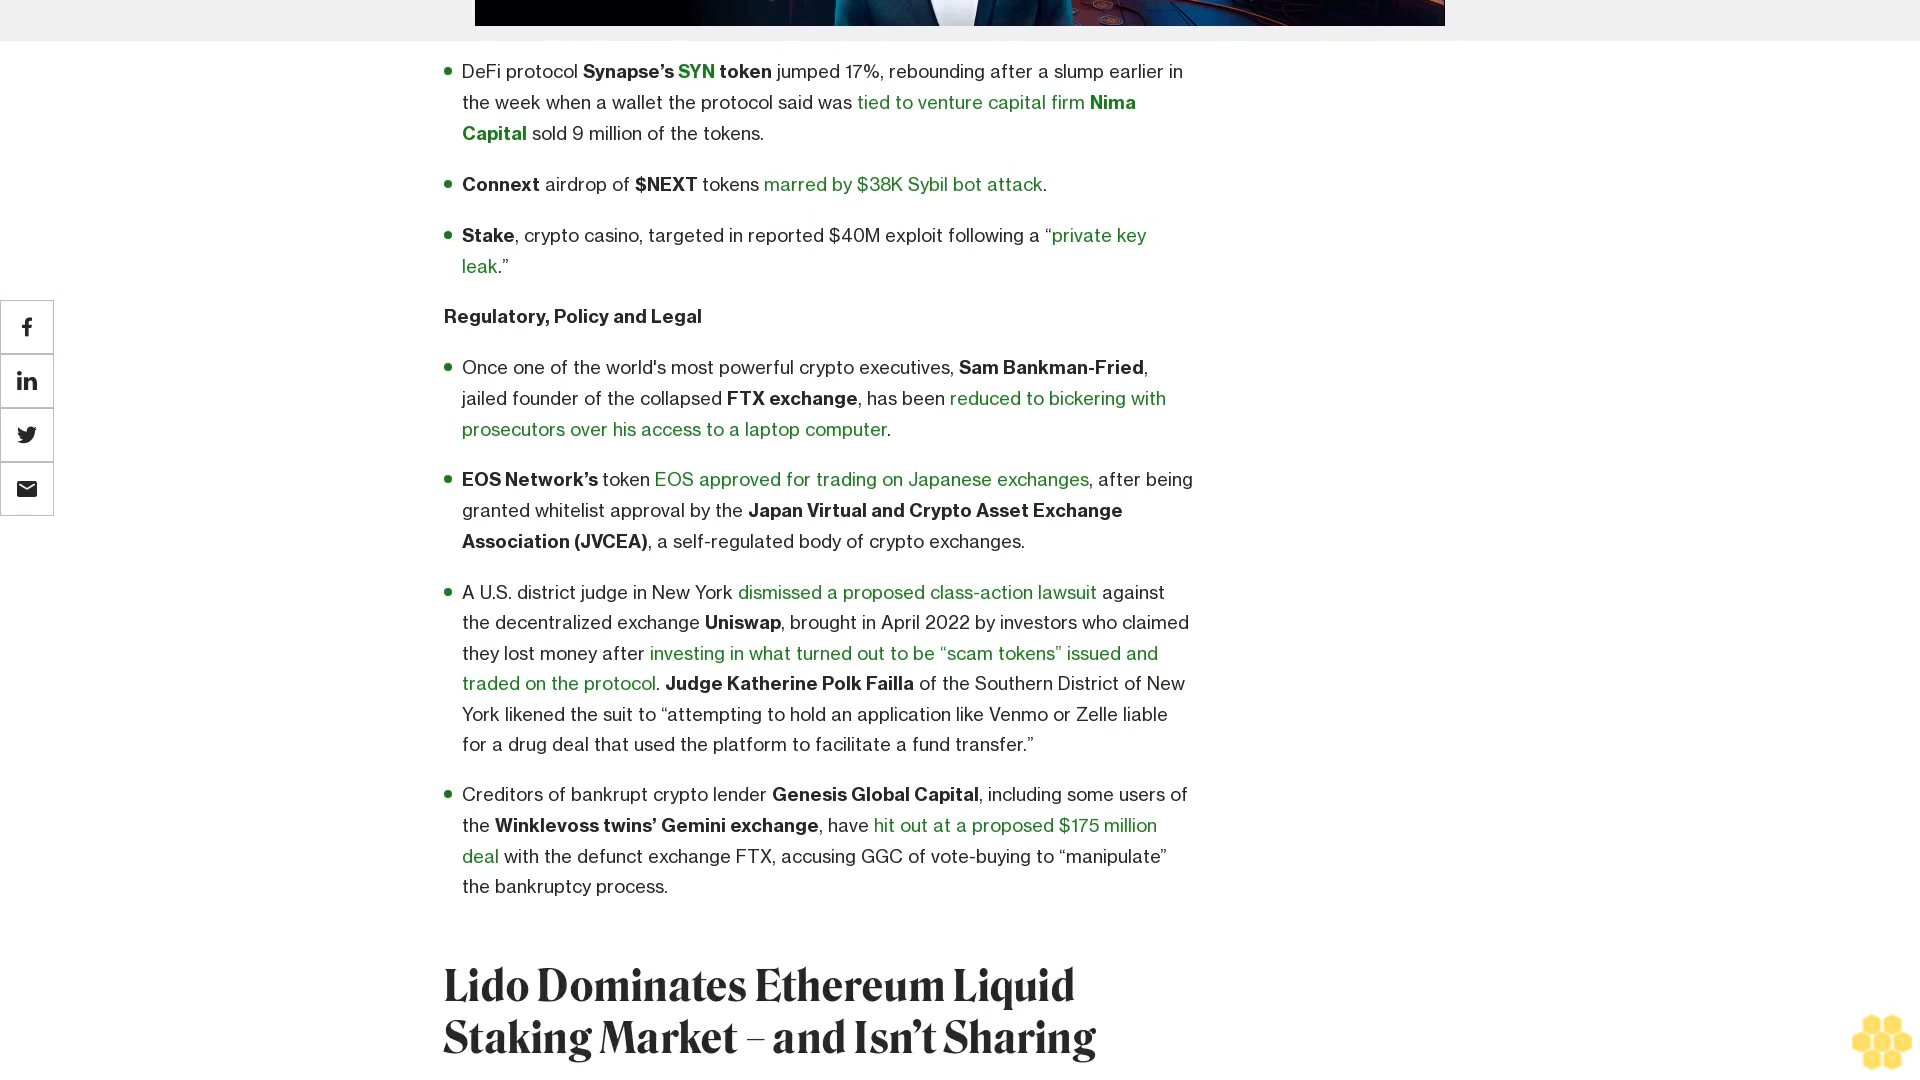 DeFi protocol Synapse’s SYN token jumped 17%, rebounding after a slump earlier in
the week when a wallet the protocol said was tied to venture capital firm Nima
Capital sold 9 million of the tokens.
Connext airdrop of $NEXT tokens marred by $38K Sybil bot attack.
Stake, crypto casino, targeted in reported $40M exploit following a “private key
leak.”
Regulatory, Policy and Legal
Once one of the world's most powerful crypto executives, Sam Bankman-Fried,
jailed founder of the collapsed FTX exchange, has been reduced to bickering with
prosecutors over his access to a laptop computer.
EOS Network’s token EOS approved for trading on Japanese exchanges, after being
granted whitelist approval by the Japan Virtual and Crypto Asset Exchange
Association (JVCEA), a self-regulated body of crypto exchanges.
A U.S. district judge in New York dismissed a proposed class-action lawsuit against
the decentralized exchange Uniswap, brought in April 2022 by investors who claimed
they lost money after investing in what turned out to be “scam tokens” issued and
traded on the protocol. Judge Katherine Polk Failla of the Southern District of New
York likened the suit to “attempting to hold an application like Venmo or Zelle liable
for a drug deal that used the platform to facilitate a fund transfer.”
Creditors of bankrupt crypto lender Genesis Global Capital, including some users of
the Winklevoss twins’ Gemini exchange, have hit out at a proposed $175 million
deal with the defunct exchange FTX, accusing GGC of vote-buying to “manipulate”
the bankruptcy process.
Lido Dominates Ethereum Liquid
Staking Market – and Isn’t Sharing